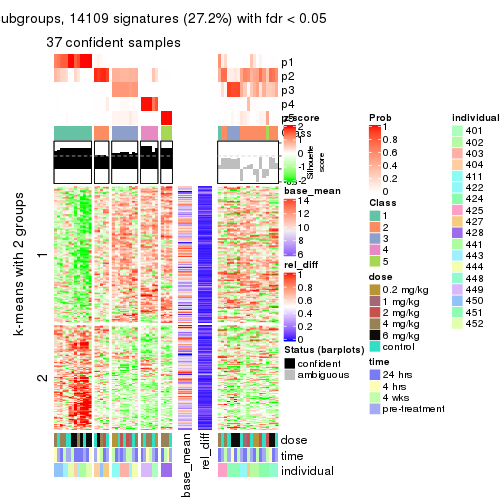 ubgroups, 14109 signatures (27.2%) with fdr < 0.05
37 confident samples
p1
p2
p3
p4
p5
Class
Silhouette
score
z-score
2
1
0
-1
-2
base_mean
14
12
10
8
6
rel_diff
1
0.8
0.6
0.4
0.2
0
Status (barplots)
confident
ambiguous
k-means with 2 groups
1
2
dose
time
individual
base_mean
rel_diff
Prob
1
0.8
0.6
0.4
0.2
0
Class
1
2
3
4
5
dose
0.2 mg/kg
1 mg/kg
2 mg/kg
4 mg/kg
6 mg/kg
control
time
24 hrs
4 hrs
4 wks
pre-treatment
individual
401
402
403
404
411
422
424
425
427
428
441
443
444
448
449
450
451
452